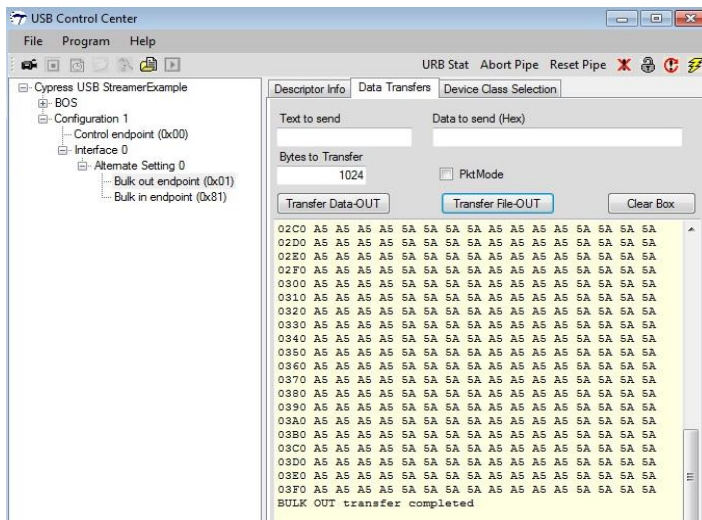 USB Control Center
File Program Help
URB Stat Abort Pipe Reset Pipe
Cypress USB StreamerExample
BOS
Configuration 1
Control endpoint (0x00)
Interface 0
Alternate Setting 0
Bulk out endpoint (0x01)
Bulk in endpoint (0x81)
Descriptor Info Data Transfers Device Class Selection
Text to send Data to send (Hex)
Bytes to Transfer
1024 PktMode
Transfer Data-OUT Transfer File-OUT Clear Box
02C0 A5 A5 A5 A5 5A 5A 5A 5A A5 A5 A5 A5 5A 5A 5A 5A
02D0 A5 A5 A5 A5 5A 5A 5A 5A A5 A5 A5 A5 5A 5A 5A 5A
02E0 A5 A5 A5 A5 5A 5A 5A 5A A5 A5 A5 A5 5A 5A 5A 5A
02F0 A5 A5 A5 A5 5A 5A 5A 5A A5 A5 A5 A5 5A 5A 5A 5A
0300 A5 A5 A5 A5 5A 5A 5A 5A A5 A5 A5 A5 5A 5A 5A 5A
0310 A5 A5 A5 A5 5A 5A 5A 5A A5 A5 A5 A5 5A 5A 5A 5A
0320 A5 A5 A5 A5 5A 5A 5A 5A A5 A5 A5 A5 5A 5A 5A 5A
0330 A5 A5 A5 A5 5A 5A 5A 5A A5 A5 A5 A5 5A 5A 5A 5A
0340 A5 A5 A5 A5 5A 5A 5A 5A A5 A5 A5 A5 5A 5A 5A 5A
0350 A5 A5 A5 A5 5A 5A 5A 5A A5 A5 A5 A5 5A 5A 5A 5A
0360 A5 A5 A5 A5 5A 5A 5A 5A A5 A5 A5 A5 5A 5A 5A 5A
0370 A5 A5 A5 A5 5A 5A 5A 5A A5 A5 A5 A5 5A 5A 5A 5A
0380 A5 A5 A5 A5 5A 5A 5A 5A A5 A5 A5 A5 5A 5A 5A 5A
0390 A5 A5 A5 A5 5A 5A 5A 5A A5 A5 A5 A5 5A 5A 5A 5A
03A0 A5 A5 A5 A5 5A 5A 5A 5A A5 A5 A5 A5 5A 5A 5A 5A
03B0 A5 A5 A5 A5 5A 5A 5A 5A A5 A5 A5 A5 5A 5A 5A 5A
03C0 A5 A5 A5 A5 5A 5A 5A 5A A5 A5 A5 A5 5A 5A 5A 5A
03D0 A5 A5 A5 A5 5A 5A 5A 5A A5 A5 A5 A5 5A 5A 5A 5A
03E0 A5 A5 A5 A5 5A 5A 5A 5A A5 A5 A5 A5 5A 5A 5A 5A
03F0 A5 A5 A5 A5 5A 5A 5A 5A A5 A5 A5 A5 5A 5A 5A 5A
BULK OUT transfer completed